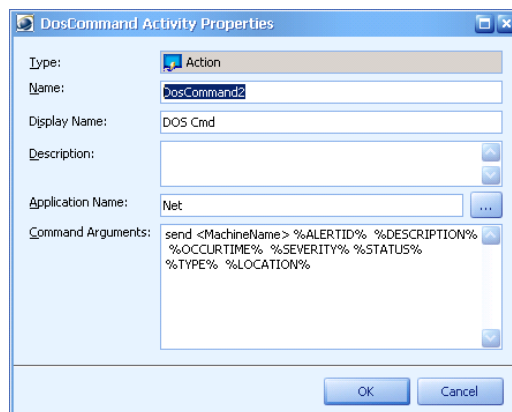 DosCommand Activity Properties
Type: Action
Name: DosCommand2
Display Name: DOS Cmd
Description:
Application Name: Net ...
Command Arguments: send <MachineName> %ALERTID% %DESCRIPTION%
%OCCURTIME% %SEVERITY% %STATUS%
%TYPE% %LOCATION%
OK Cancel